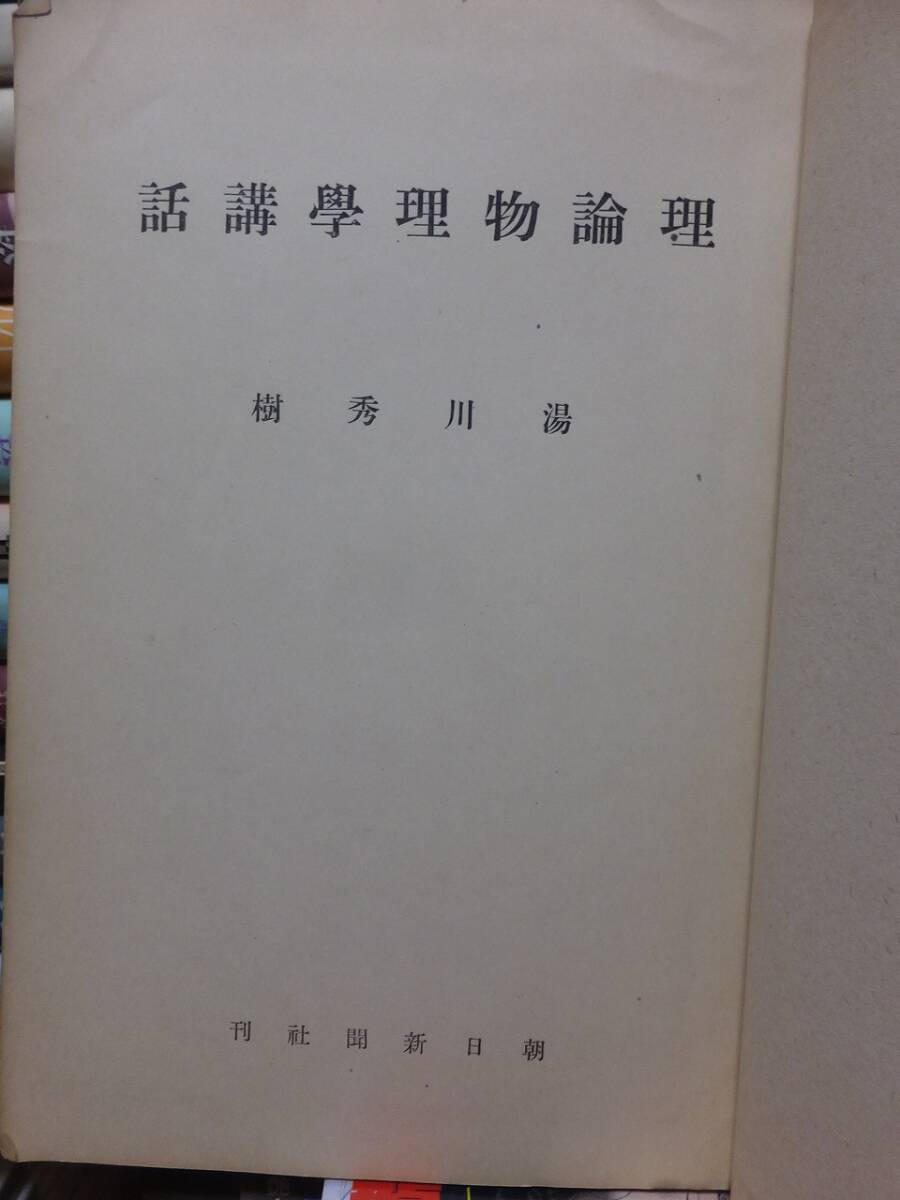 理論物理學講話
湯川秀樹
朝日新聞社刊